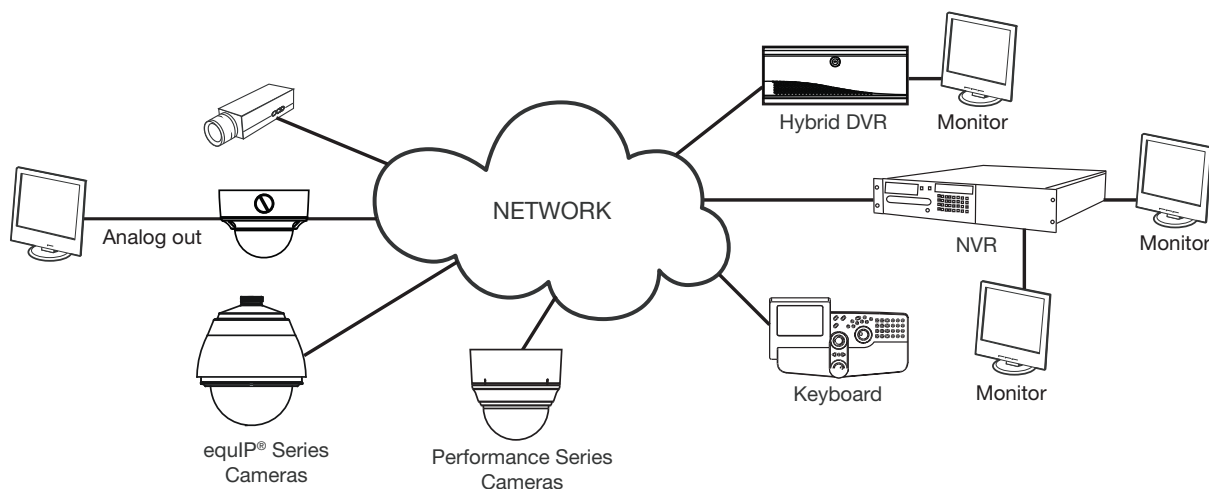 Hybrid DVR
Monitor
NETWORK
Analog out
NVR
Monitor
Keyboard
Monitor
equIP® Series
Cameras
Performance Series
Cameras